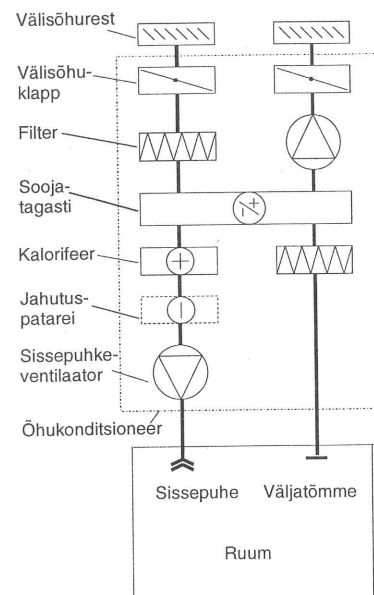 Välisõhurest
Välisõhu-
klapp
Filter
Sooja-
tagasti
Kalorifeer
Jahutus-
patarei
Sissepuhke-
ventilaator
Õhukonditsioneer
Sissepuhe Väljatõmme
Ruum